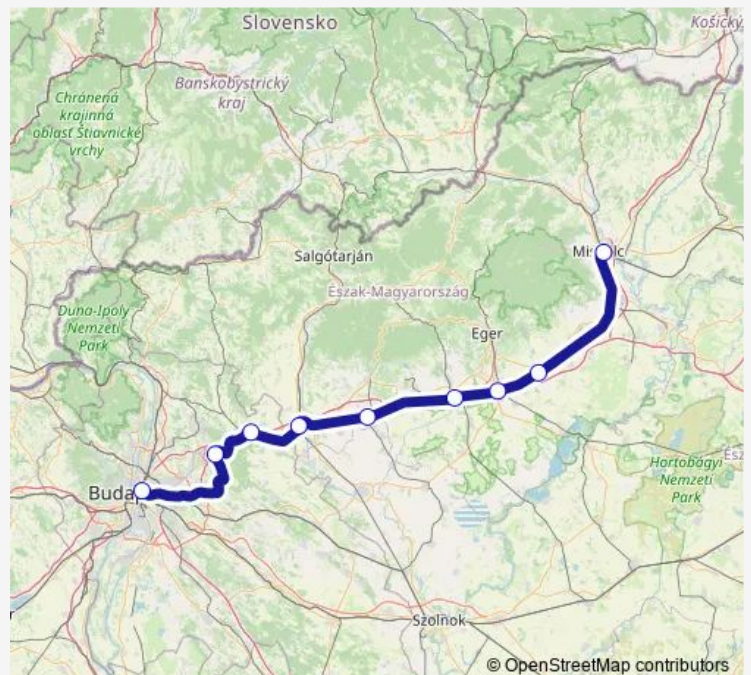 Slovensko
Košický
Banskobystrický
kraj
Chránená
krajinná
oblasť Štiavnické
vrchy
Salgótarján
Észak-Magyarország
Duna-Ipoly
Nemzeti
Park
Eger
Hortobágyi
Nemzeti
Park
Szolnok
© OpenStreetMap contributors